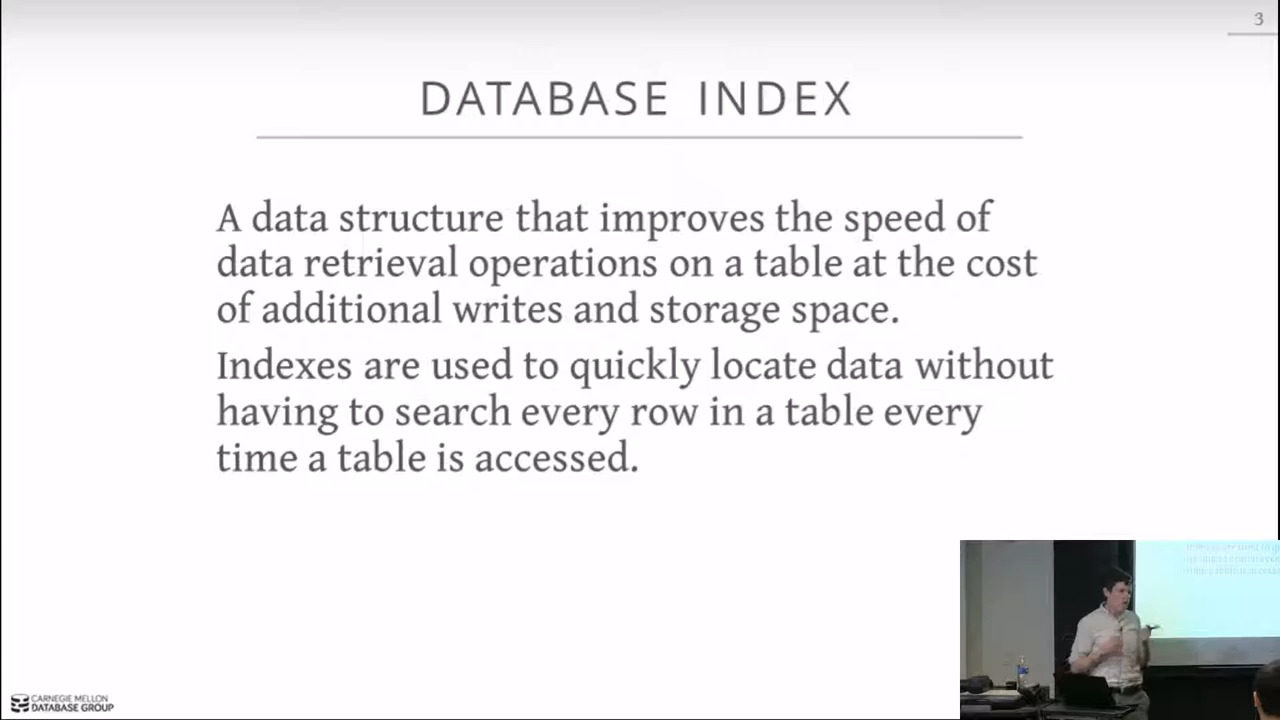 3
DATABASE INDEX
A data structure that improves the speed of
data retrieval operations on a table at the cost
of additional writes and storage space.
Indexes are used to quickly locate data without
having to search every row in a table every
time a table is accessed.
CARNEGIE MELLON
DATABASE GROUP